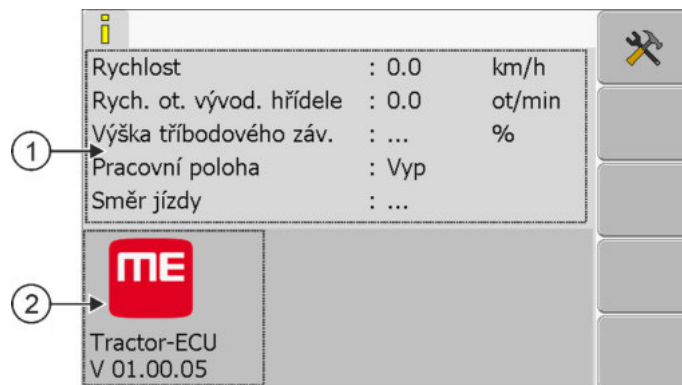 i
Rychlost : 0.0 km/h
Rych. ot. vývod. hřídele : 0.0 ot/min
Výška tříbodového záv. : ... %
Pracovní poloha : Vyp
Směr jízdy : ...
1
2
ME
Tractor-ECU
V 01.00.05